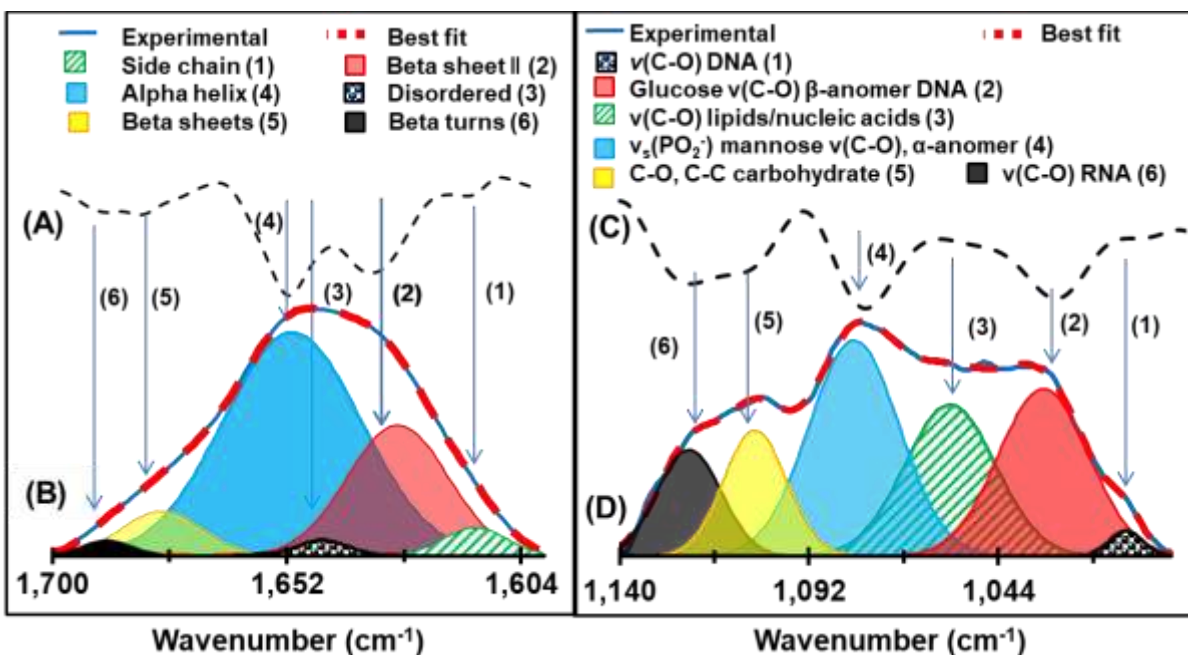 Experimental
Best fit
Side chain (1)
Beta sheet II (2)
Alpha helix (4)
Disordered (3)
Beta sheets (5)
Beta turns (6)
(A)
(4)
(6)
(5)
(3)
(2)
(1)
(B)
1,700
1,652
1,604
Wavenumber (cm⁻¹)
Experimental
Best fit
v(C-O) DNA (1)
Glucose v(C-O) β-anomer DNA (2)
v(C-O) lipids/nucleic acids (3)
vₛ(PO₂⁻) mannose v(C-O), α-anomer (4)
C-O, C-C carbohydrate (5)
v(C-O) RNA (6)
(C)
(4)
(6)
(5)
(3)
(2)
(1)
(D)
1,140
1,092
1,044
Wavenumber (cm⁻¹)